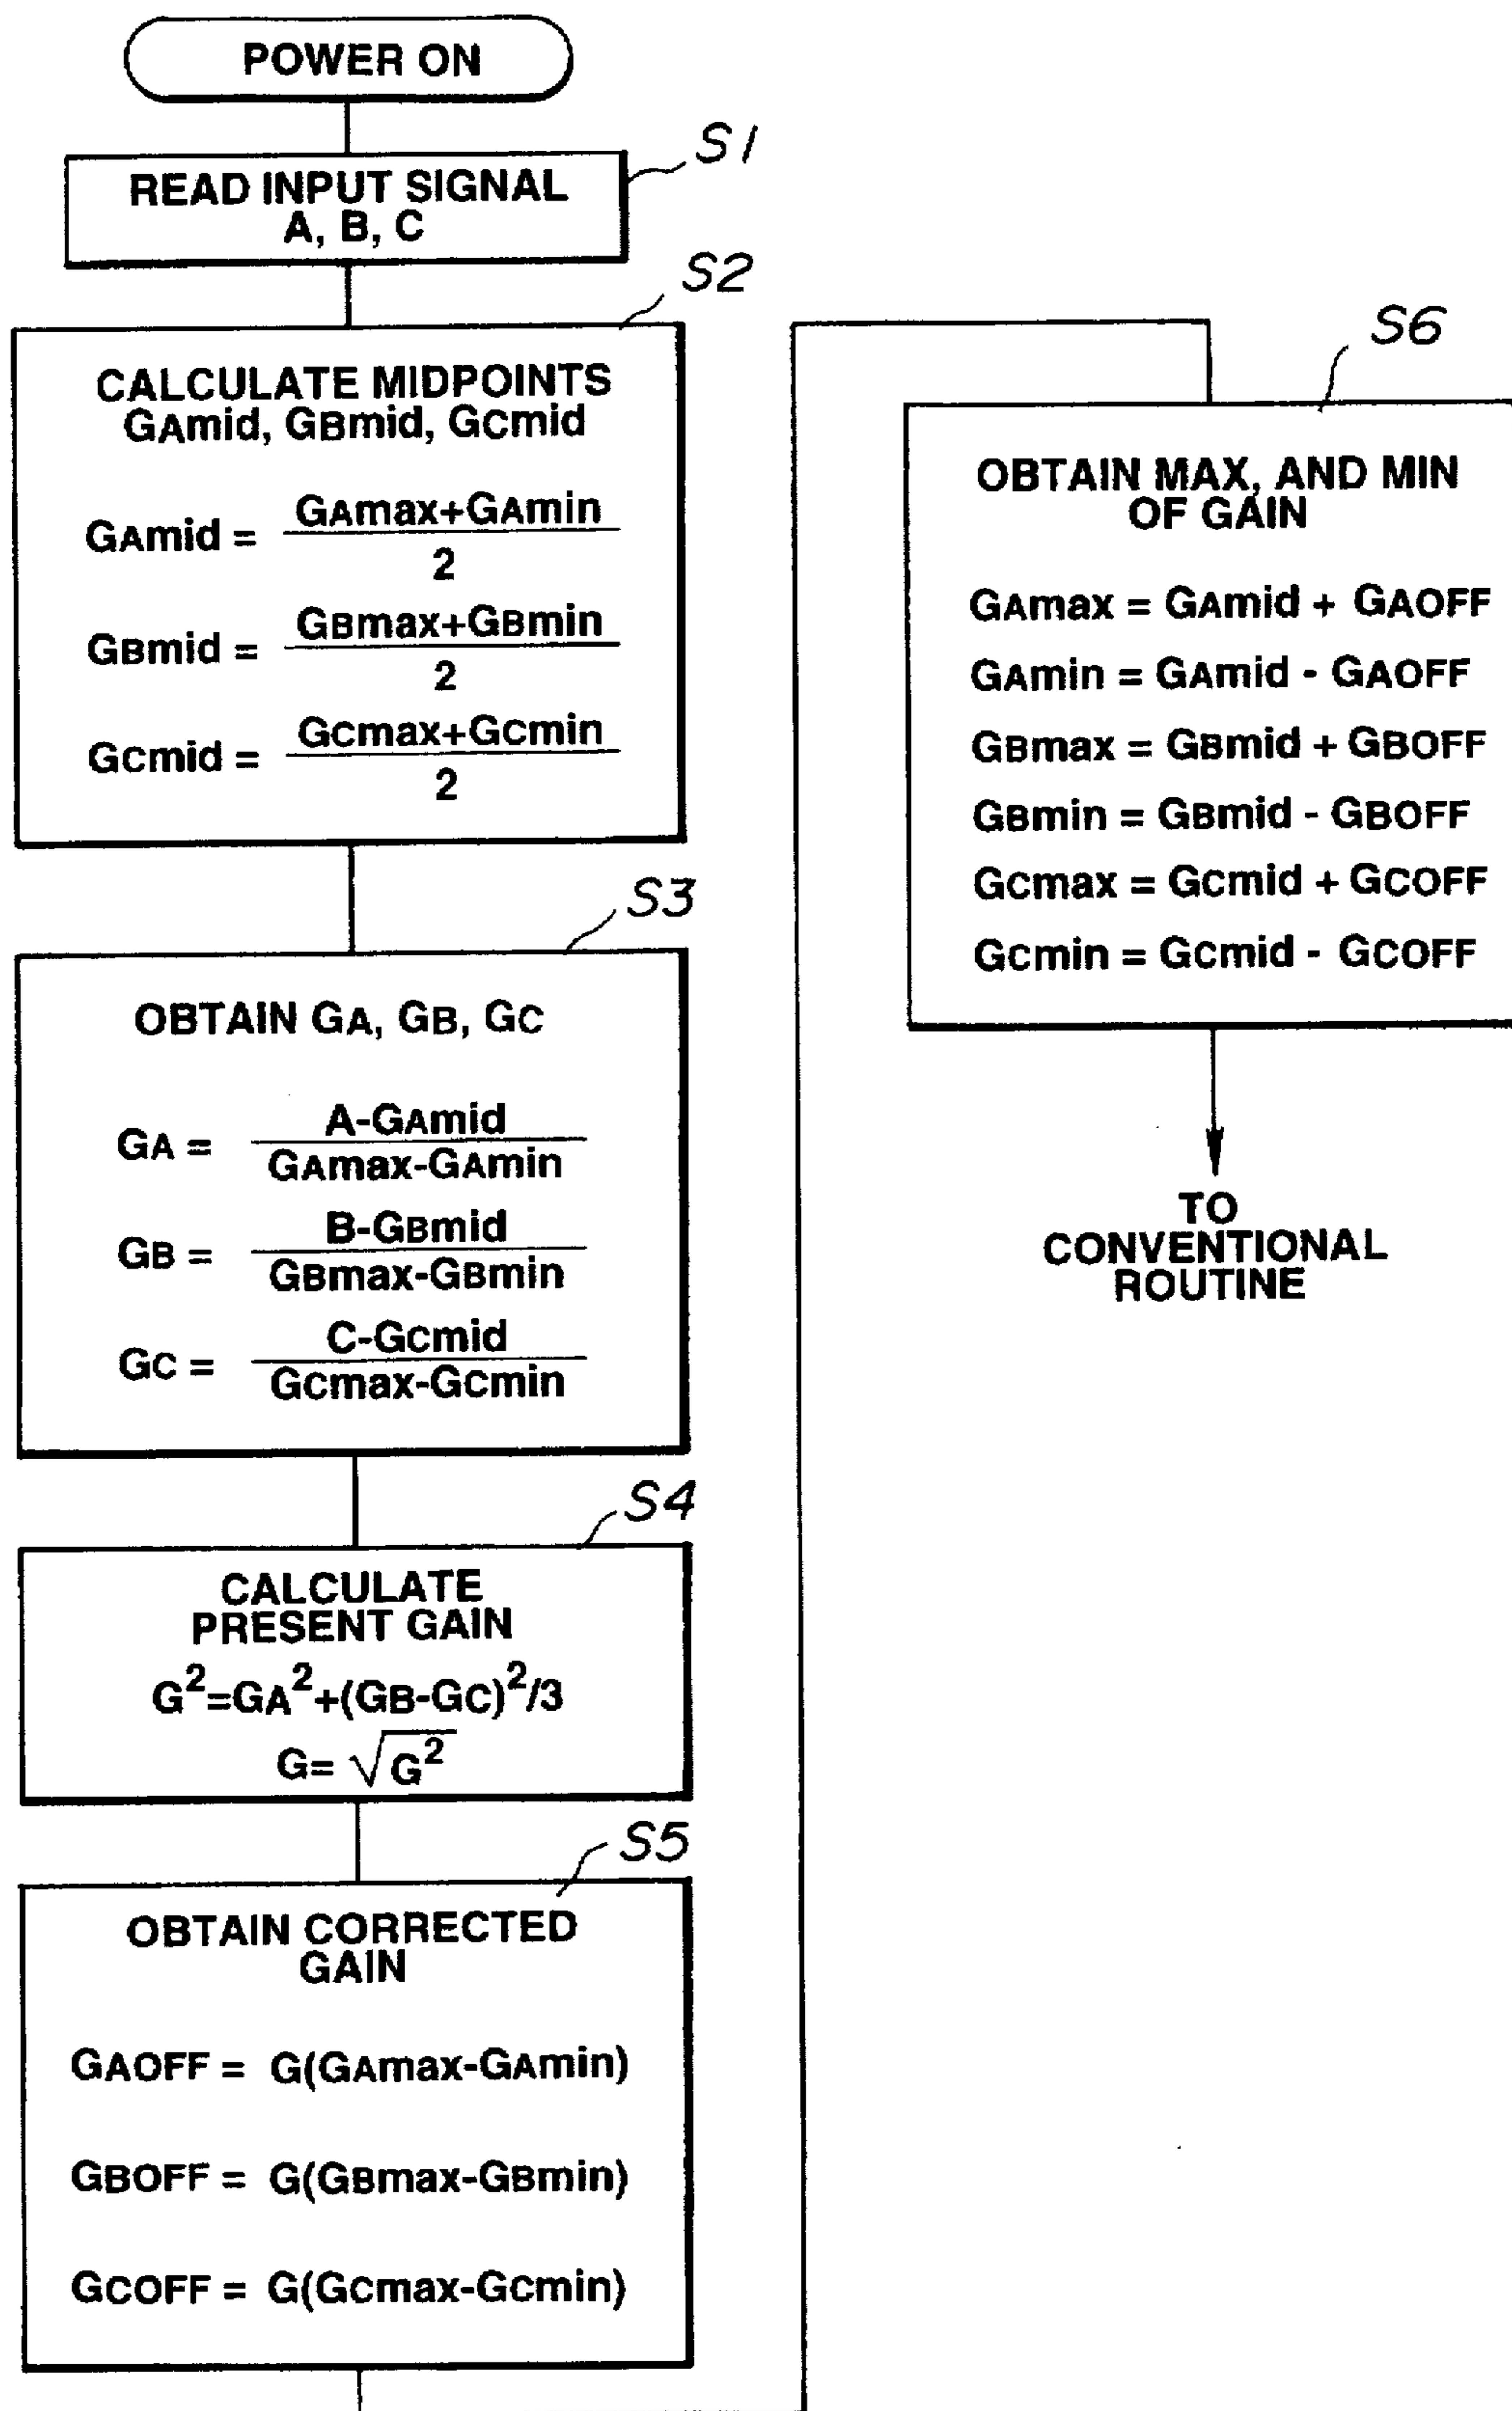 POWER ON
S1
READ INPUT SIGNAL
A, B, C
S2
CALCULATE MIDPOINTS
GAmid, GBmid, GCmid
GAmid = GAmax+GAmin
2
GBmid = GBmax+GBmin
2
GCmid = GCmax+GCmin
2
S3
OBTAIN GA, GB, GC
GA = A-GAmid
GAmax-GAmin
GB = B-GBmid
GBmax-GBmin
GC = C-GCmid
GCmax-GCmin
S4
CALCULATE
PRESENT GAIN
G²=GA²+(GB-GC)²/3
G= √G²
S5
OBTAIN CORRECTED
GAIN
GAOFF = G(GAmax-GAmin)
GBOFF = G(GBmax-GBmin)
GCOFF = G(GCmax-GCmin)
S6
OBTAIN MAX, AND MIN
OF GAIN
GAmax = GAmid + GAOFF
GAmin = GAmid - GAOFF
GBmax = GBmid + GBOFF
GBmin = GBmid - GBOFF
GCmax = GCmid + GCOFF
GCmin = GCmid - GCOFF
TO
CONVENTIONAL
ROUTINE